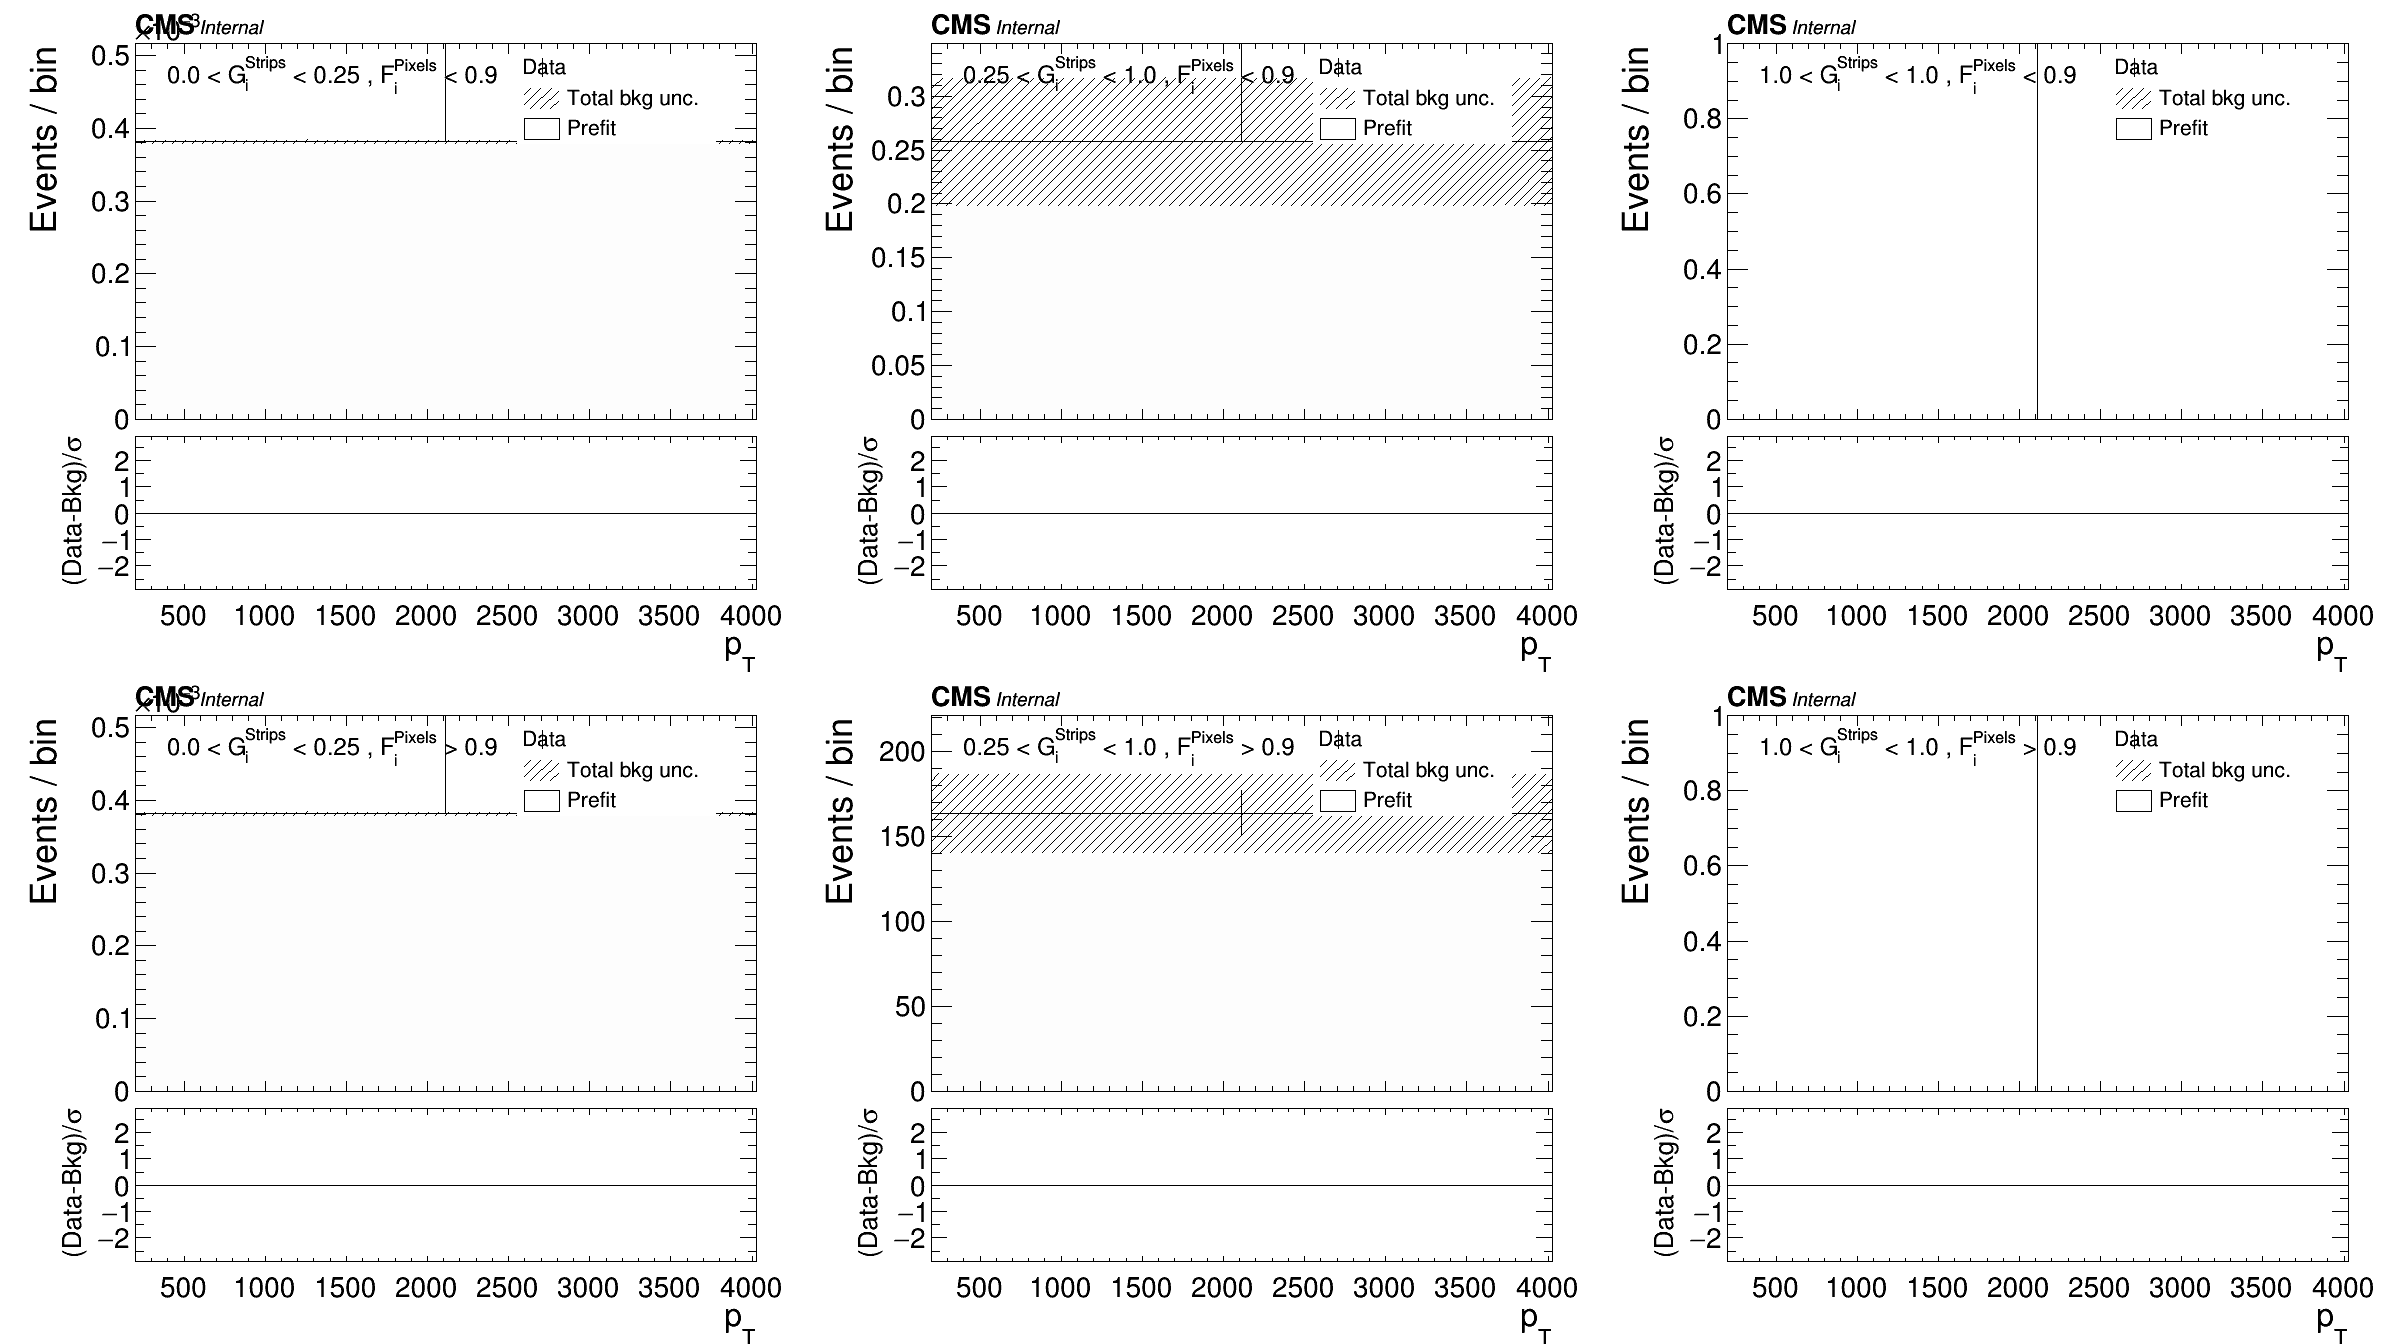 CMS Internal
×10⁻³
Events / bin
0.0 < G_i^Strips < 0.25 , F_i^Pixels < 0.9
Data
Total bkg unc.
Prefit
0.5
0.4
0.3
0.2
0.1
0
(Data-Bkg)/σ
2
1
0
−1
−2
500 1000 1500 2000 2500 3000 3500 4000
p_T
CMS Internal
Events / bin
0.25 < G_i^Strips < 1.0 , F_i^Pixels < 0.9
Data
Total bkg unc.
Prefit
0.3
0.25
0.2
0.15
0.1
0.05
0
(Data-Bkg)/σ
2
1
0
−1
−2
500 1000 1500 2000 2500 3000 3500 4000
p_T
CMS Internal
Events / bin
1.0 < G_i^Strips < 1.0 , F_i^Pixels < 0.9
Data
Total bkg unc.
Prefit
1
0.8
0.6
0.4
0.2
0
(Data-Bkg)/σ
2
1
0
−1
−2
500 1000 1500 2000 2500 3000 3500 4000
p_T
CMS Internal
×10⁻³
Events / bin
0.0 < G_i^Strips < 0.25 , F_i^Pixels > 0.9
Data
Total bkg unc.
Prefit
0.5
0.4
0.3
0.2
0.1
0
(Data-Bkg)/σ
2
1
0
−1
−2
500 1000 1500 2000 2500 3000 3500 4000
p_T
CMS Internal
Events / bin
0.25 < G_i^Strips < 1.0 , F_i^Pixels > 0.9
Data
Total bkg unc.
Prefit
200
150
100
50
0
(Data-Bkg)/σ
2
1
0
−1
−2
500 1000 1500 2000 2500 3000 3500 4000
p_T
CMS Internal
Events / bin
1.0 < G_i^Strips < 1.0 , F_i^Pixels > 0.9
Data
Total bkg unc.
Prefit
1
0.8
0.6
0.4
0.2
0
(Data-Bkg)/σ
2
1
0
−1
−2
500 1000 1500 2000 2500 3000 3500 4000
p_T